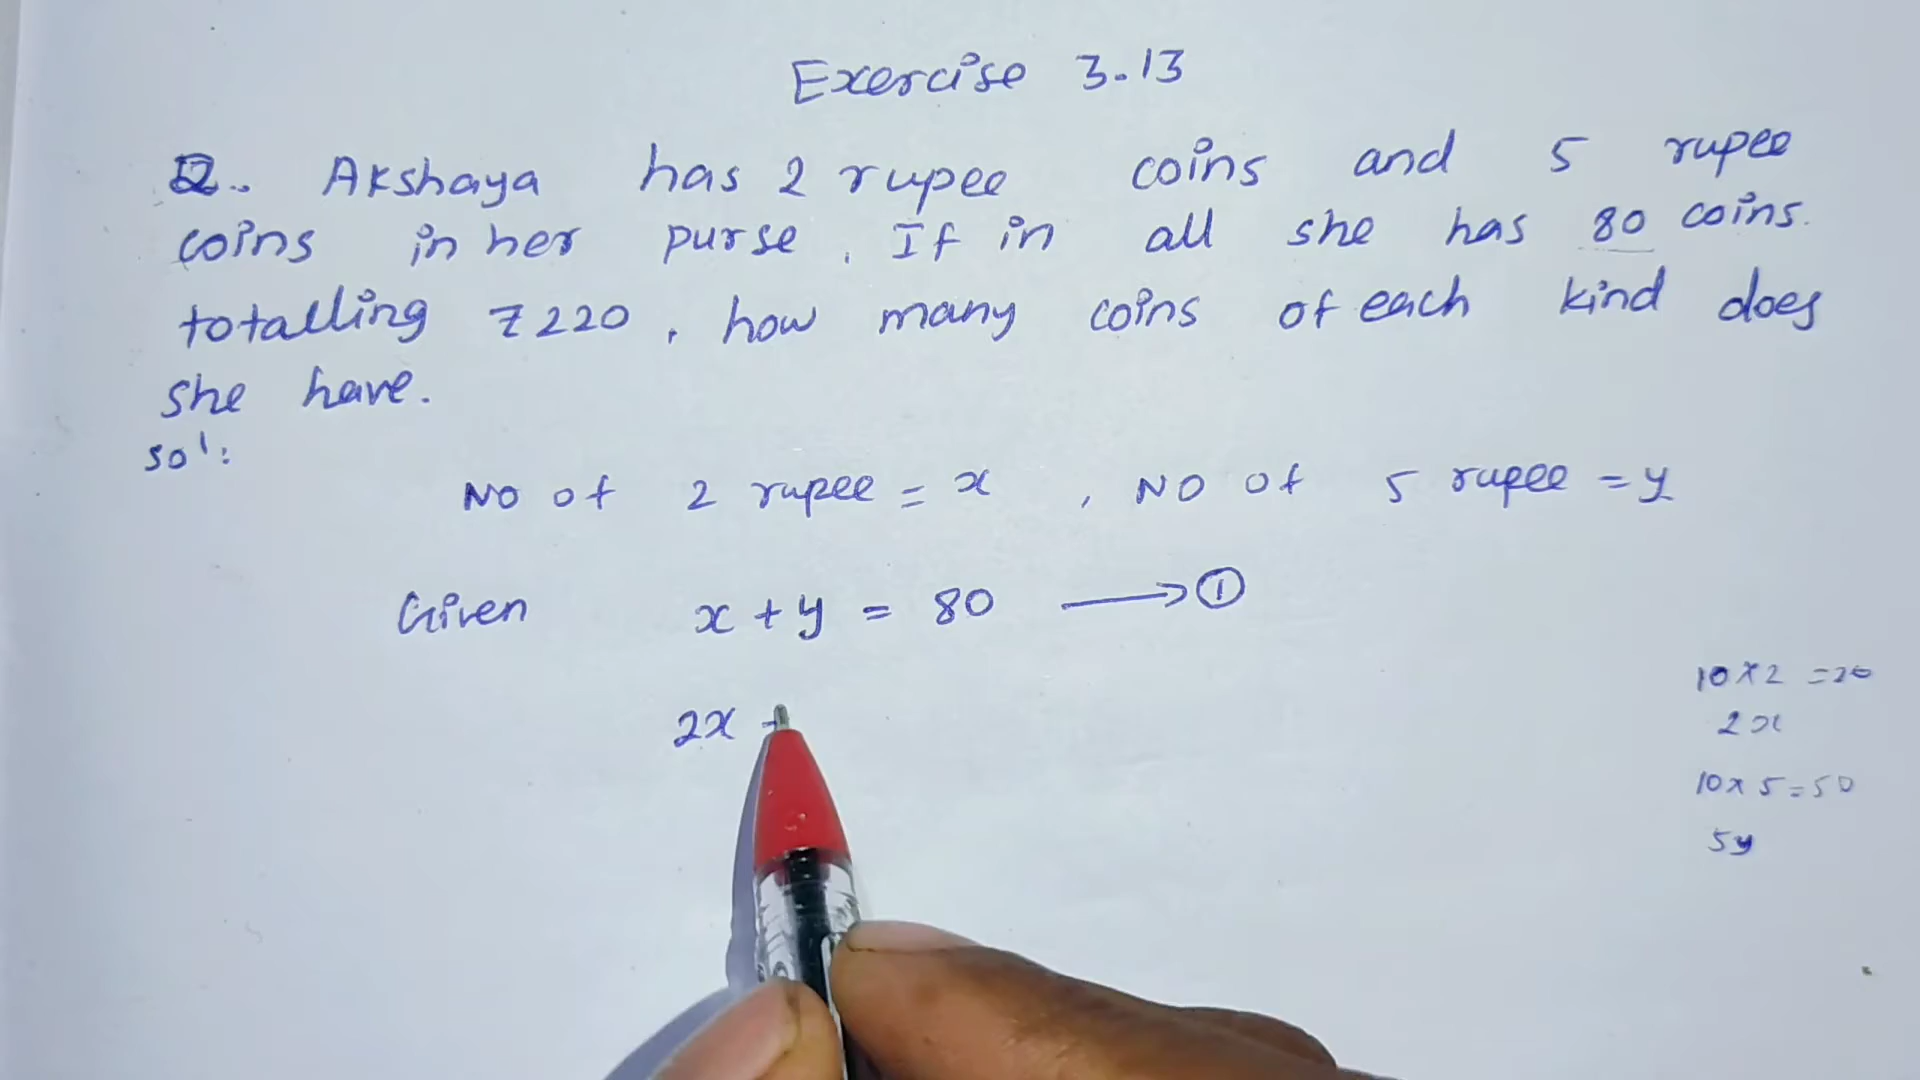 Exercise 3.13
Q. Akshaya has 2 rupee coins and 5 rupee
coins in her purse. If in all she has 80 coins.
totalling ₹220, how many coins of each kind does
she have.
sol:
No of 2 rupee = x , No of 5 rupee = y
Given x + y = 80 → ①
2x -
10 x 2 = 20
2x
10 x 5 = 50
5y